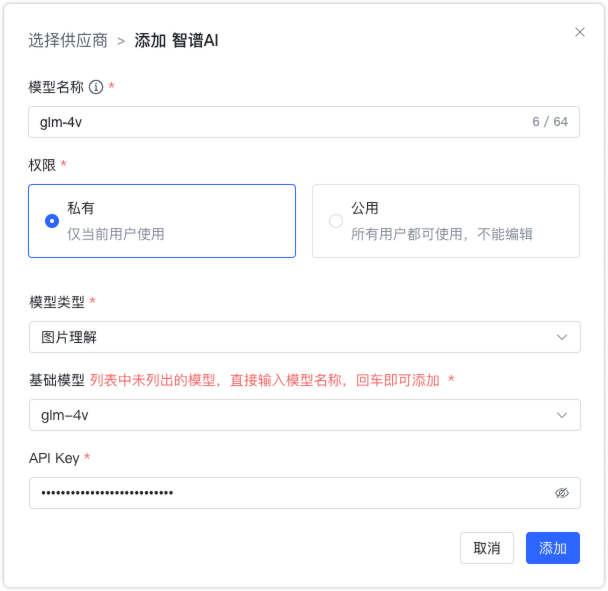 选择供应商 > 添加 智谱AI
模型名称 *
glm-4v 6 / 64
权限 *
私有
仅当前用户使用
公用
所有用户都可使用，不能编辑
模型类型 *
图片理解
基础模型 列表中未列出的模型，直接输入模型名称，回车即可添加 *
glm-4v
API Key *
••••••••••••••••••••••••••••
取消 添加